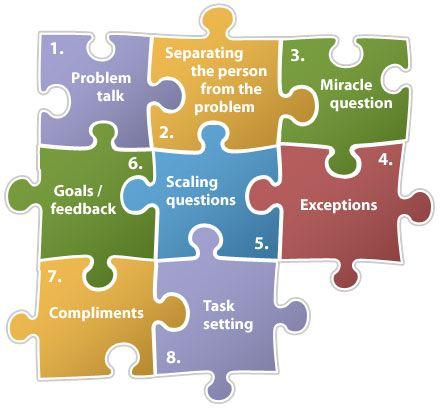 1.
Problem
talk
Separating
the person
from the
problem
2.
3.
Miracle
question
4.
Exceptions
Scaling
questions
5.
6.
Goals /
feedback
7.
Compliments
Task
setting
8.